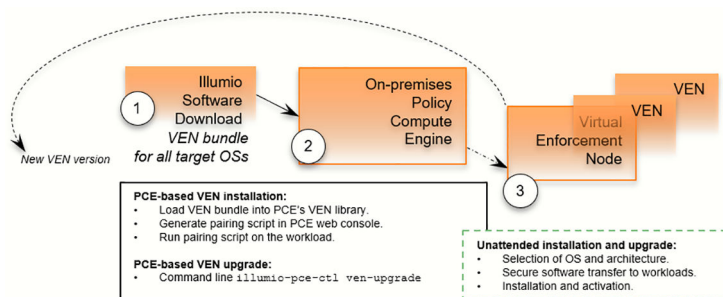 Illumio
Software
Download
VEN bundle
for all target OSs
1
On-premises
Policy
Compute
Engine
2
VEN
VEN
Virtual
Enforcement
Node
3
New VEN version
PCE-based VEN installation:
• Load VEN bundle into PCE's VEN library.
• Generate pairing script in PCE web console.
• Run pairing script on the workload.
PCE-based VEN upgrade:
• Command line illumio-pce-ctl ven-upgrade
Unattended installation and upgrade:
• Selection of OS and architecture.
• Secure software transfer to workloads.
• Installation and activation.